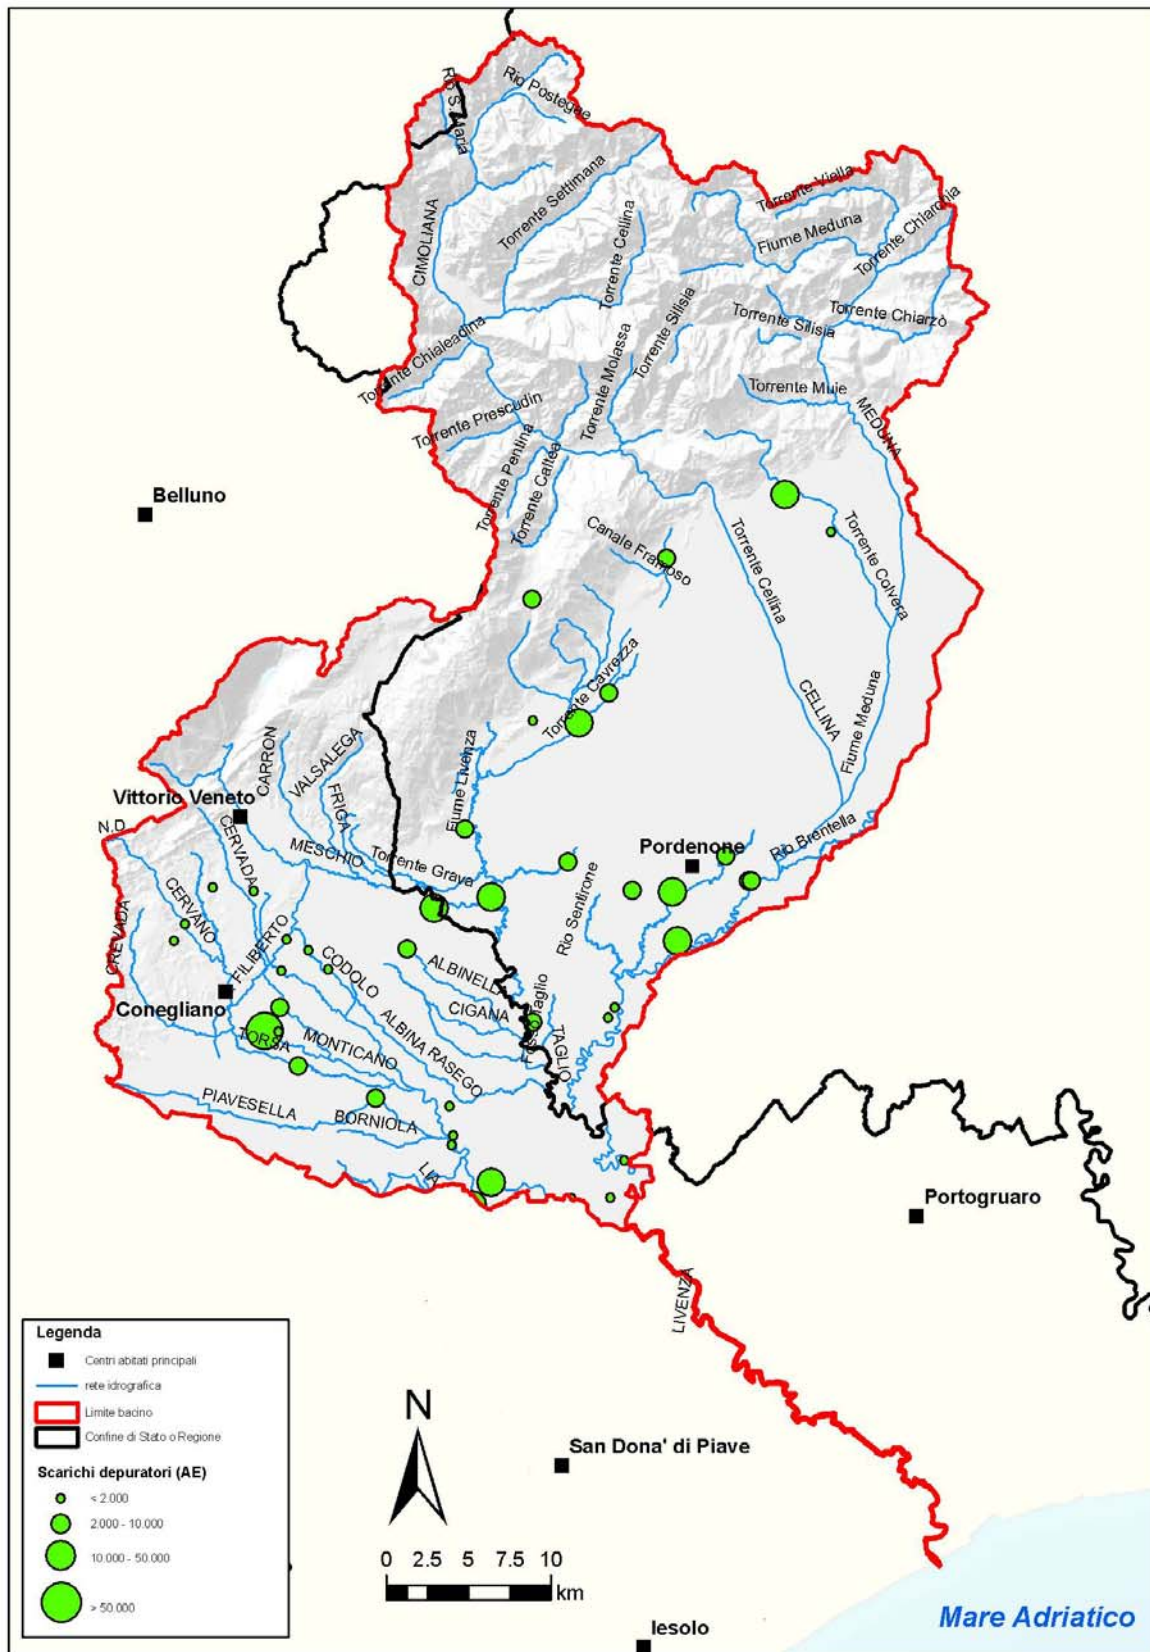 Rio Postegae
Rio S. Maria
Torrente Settimana
CIMOLIANA
Torrente Cellina
Torrente Viella
Fiume Meduna
Torrente Chiarchia
Torrente Silisia
Torrente Silisia
Torrente Chiarzò
Torrente Chialeadina
Torrente Molassa
Torrente Muie
Torrente Prescudin
MEDUNA
Torrente Pentina
Torrente Caltea
Belluno
Canale Framoso
Torrente Cellina
Torrente Colvera
Torrente Cavrezza
CELLINA
Fiume Meduna
Fiume Livenza
CARRON
VALSALEGA
FRIGA
Vittorio Veneto
N.D
CERVADA
MESCHIO
Torrente Grava
Pordenone
Rio Brentella
Rio Sentirone
CERVANO
CREVADA
FILIBERTO
CODOLO
ALBINELLA
CIGANA
Conegliano
TORSA
MONTICANO
ALBINA RASEGO
TAGLIO
PIAVESELLA
BORNIOLA
LIA
Portogruaro
LIVENZA
Legenda
Centri abitati principali
rete idrografica
Limite bacino
Confine di Stato o Regione
Scarichi depuratori (AE)
< 2.000
2.000 - 10.000
10.000 - 50.000
> 50.000
N
0 2.5 5 7.5 10
km
San Dona' di Piave
Iesolo
Mare Adriatico